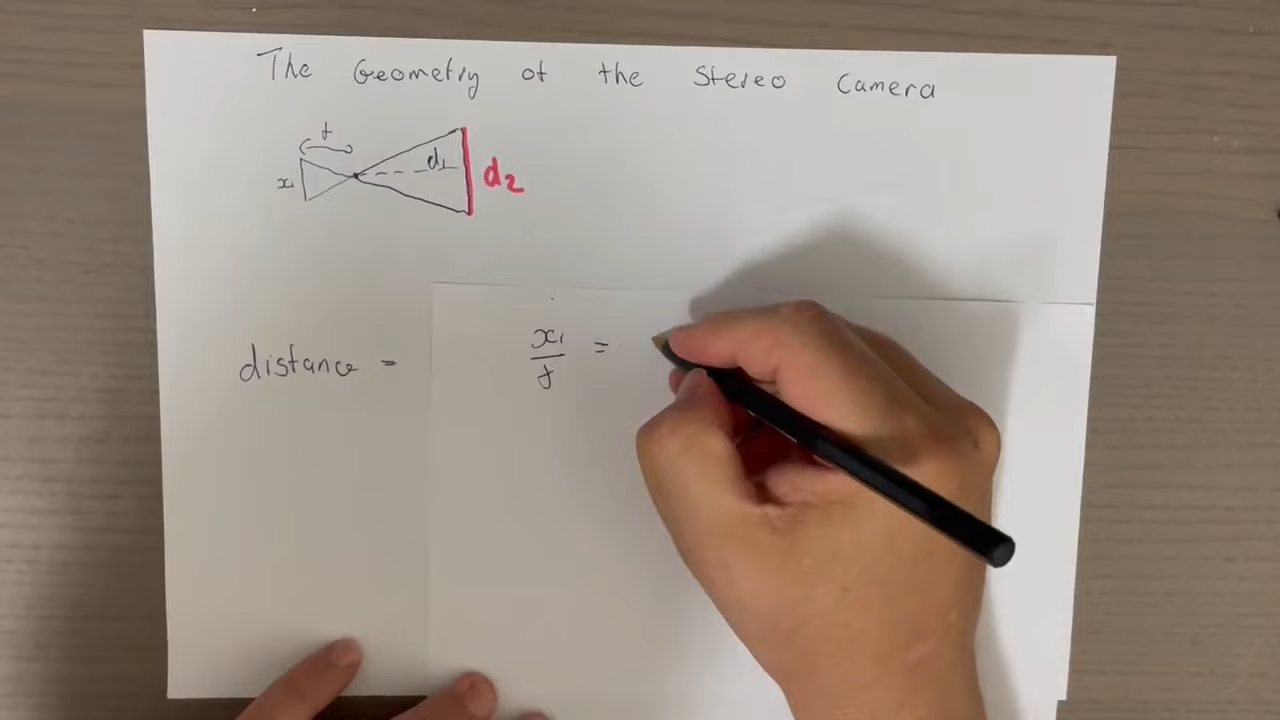 The Geometry of the Stereo Camera
f
x₁ d₁ d₂
distance = x₁/f =